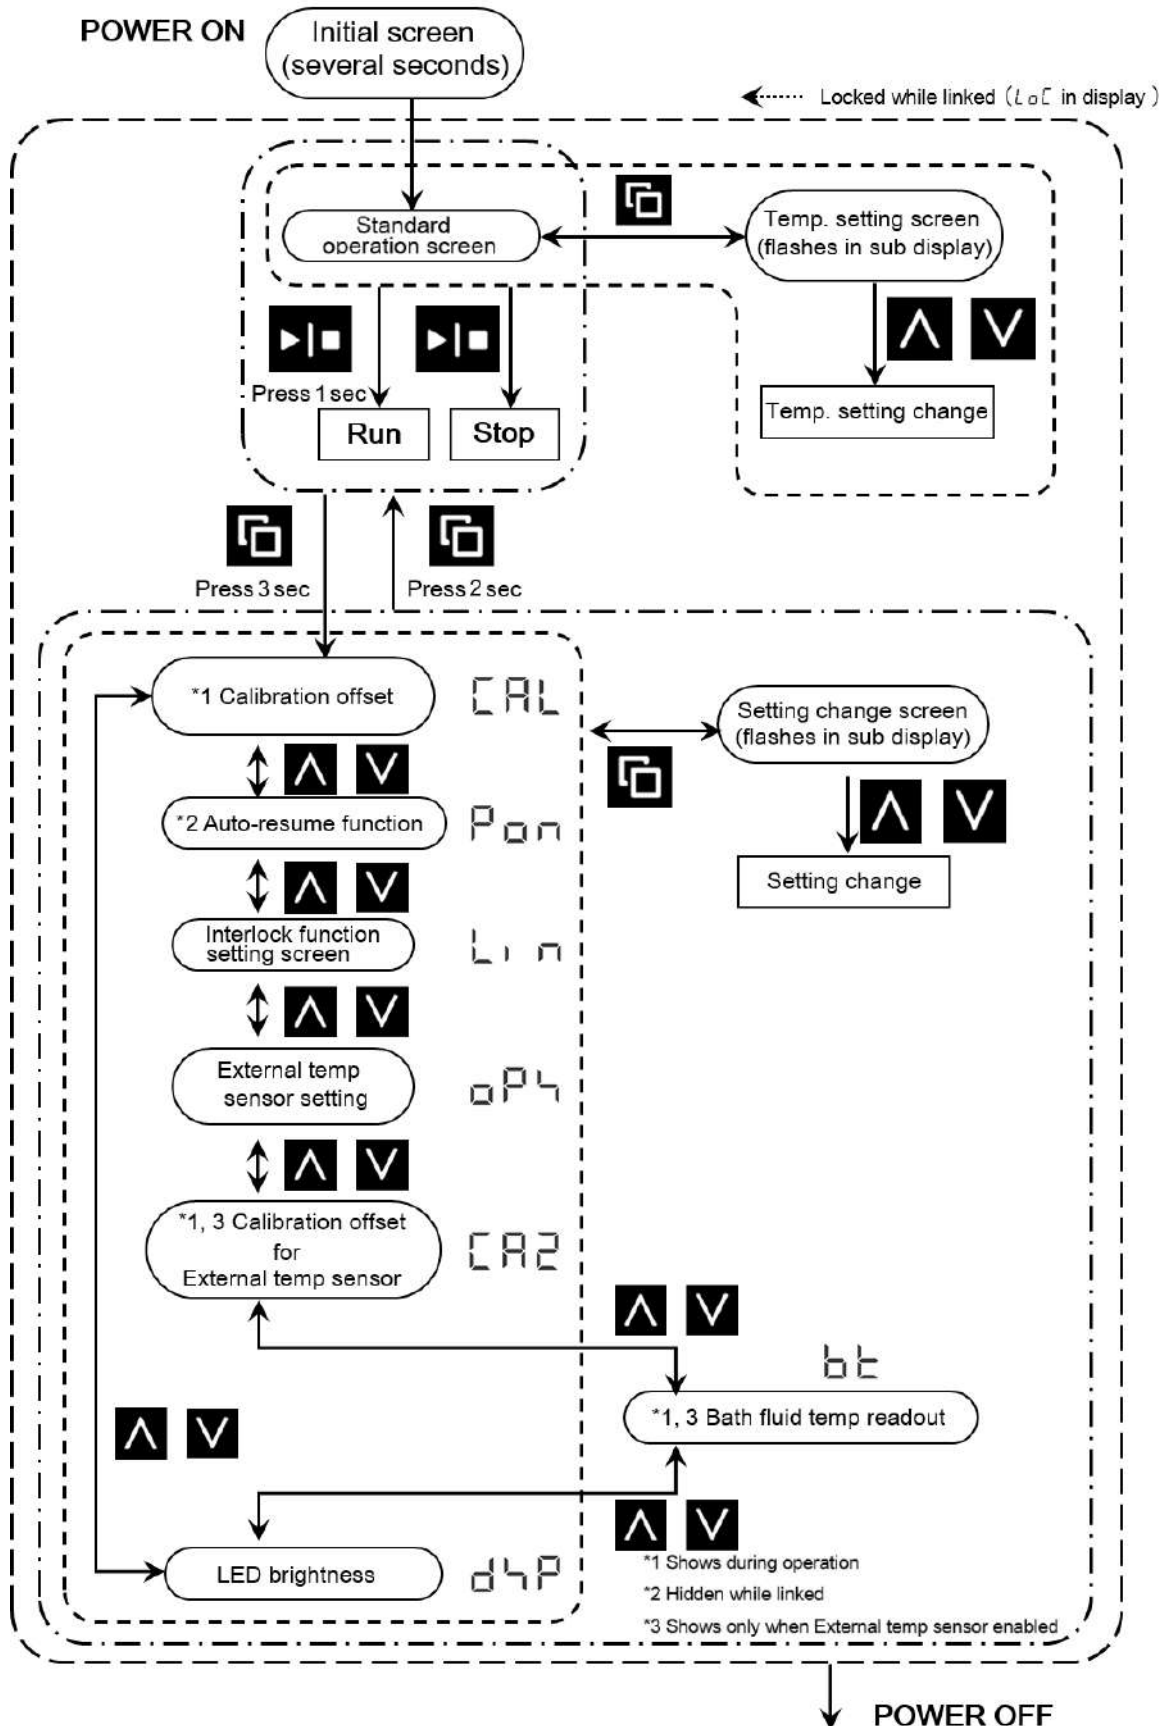 POWER ON
Initial screen
(several seconds)
Locked while linked (LoC in display)
Standard
operation screen
Temp. setting screen
(flashes in sub display)
Press 1 sec
Run
Stop
Temp. setting change
Press 3 sec
Press 2 sec
*1 Calibration offset
CAL
Setting change screen
(flashes in sub display)
*2 Auto-resume function
Pon
Setting change
Interlock function
setting screen
Lin
External temp
sensor setting
oPh
*1, 3 Calibration offset
for
External temp sensor
CA2
bt
*1, 3 Bath fluid temp readout
LED brightness
dhP
*1 Shows during operation
*2 Hidden while linked
*3 Shows only when External temp sensor enabled
POWER OFF